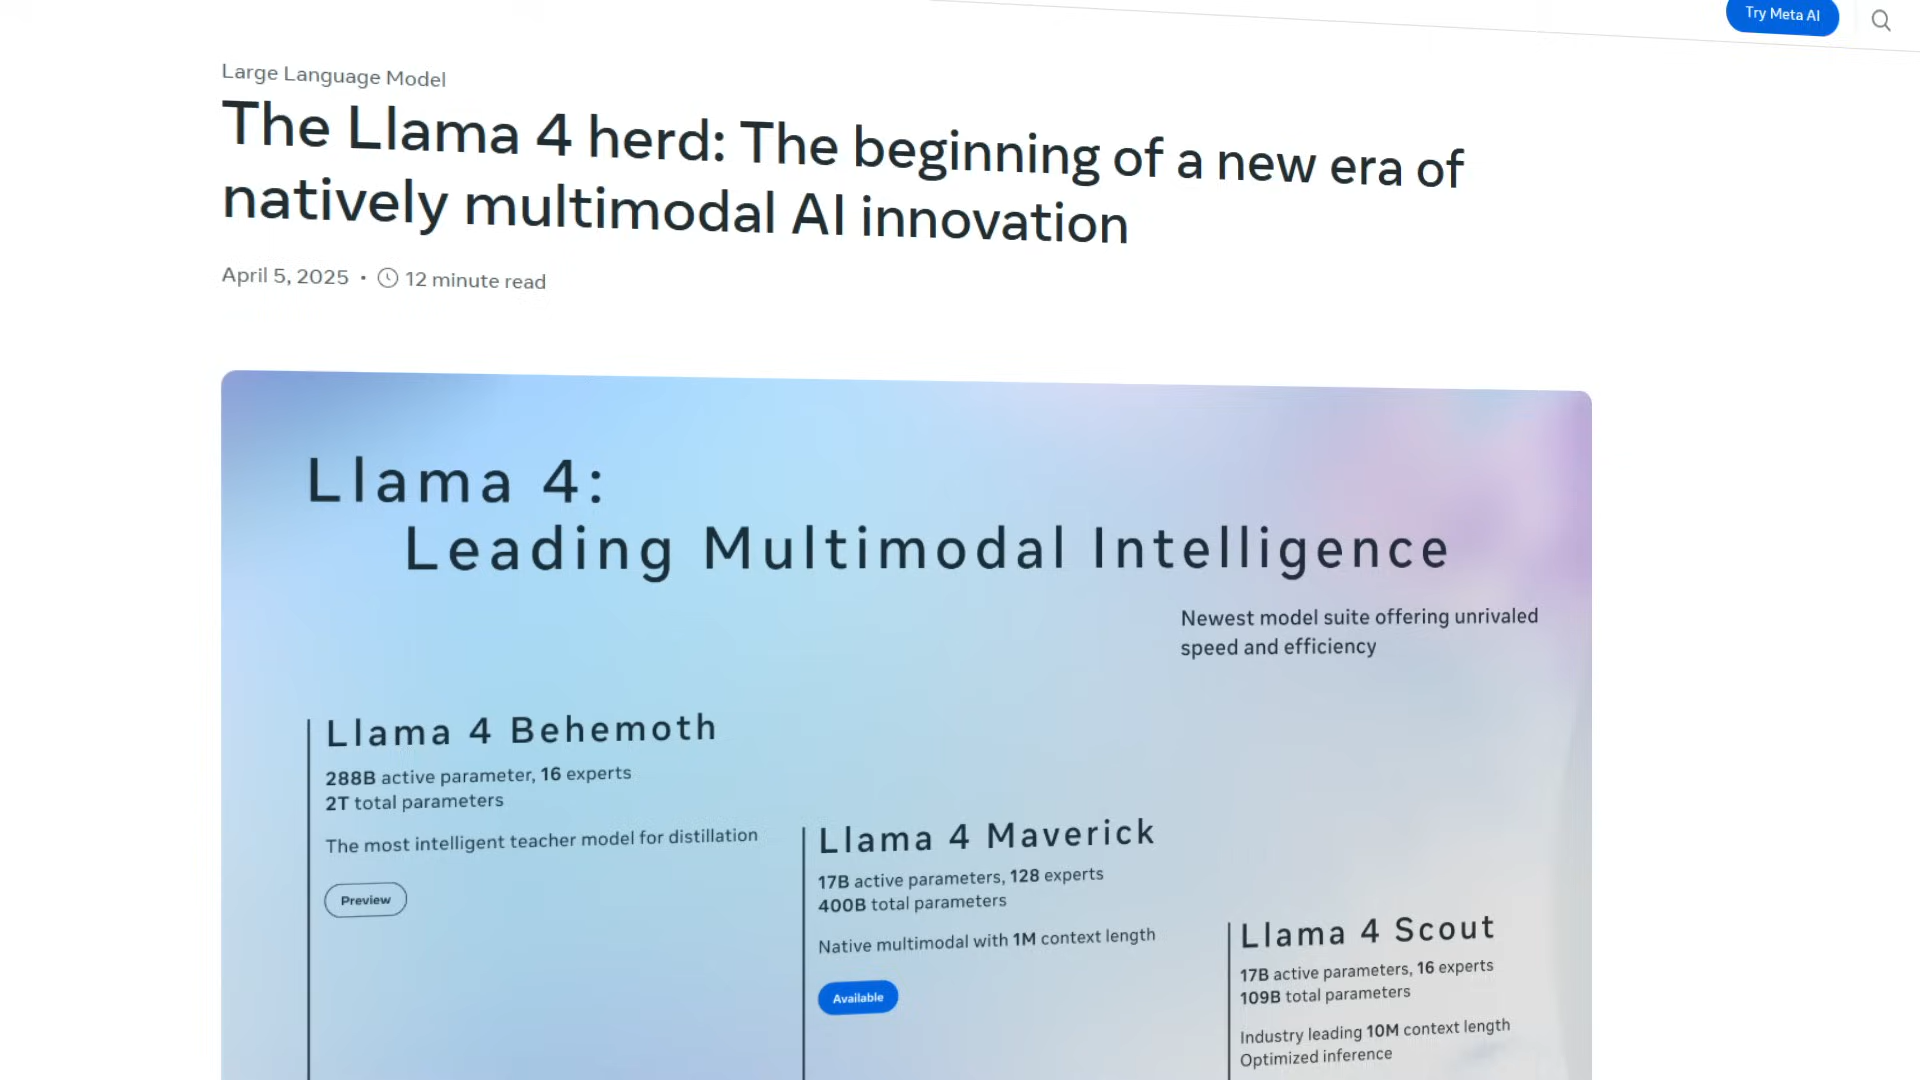 Try Meta AI
Large Language Model
The Llama 4 herd: The beginning of a new era of
natively multimodal AI innovation
April 5, 2025 • 12 minute read
Llama 4:
Leading Multimodal Intelligence
Newest model suite offering unrivaled
speed and efficiency
Llama 4 Behemoth
288B active parameter, 16 experts
2T total parameters
The most intelligent teacher model for distillation
Preview
Llama 4 Maverick
17B active parameters, 128 experts
400B total parameters
Native multimodal with 1M context length
Available
Llama 4 Scout
17B active parameters, 16 experts
109B total parameters
Industry leading 10M context length
Optimized inference